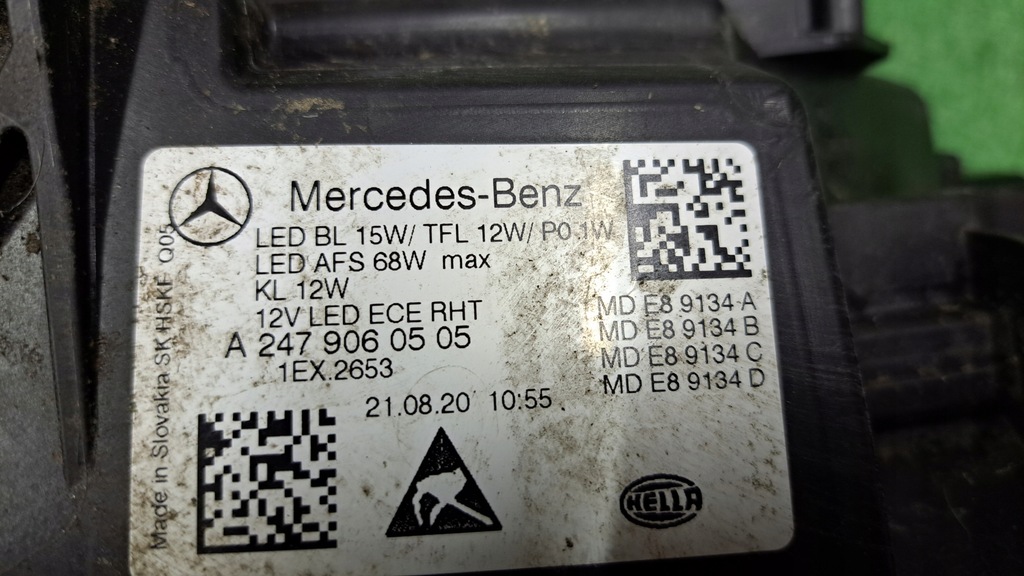 Mercedes-Benz
LED BL 15W/ TFL 12W/ P0.1W
LED AFS 68W max
KL 12W
12V LED ECE RHT
A 247 906 05 05
1EX.2653
21.08.20 10:55
MD E8 9134 A
MD E8 9134 B
MD E8 9134 C
MD E8 9134 D
Made in Slovakia SK HSKE Q05
HELLA